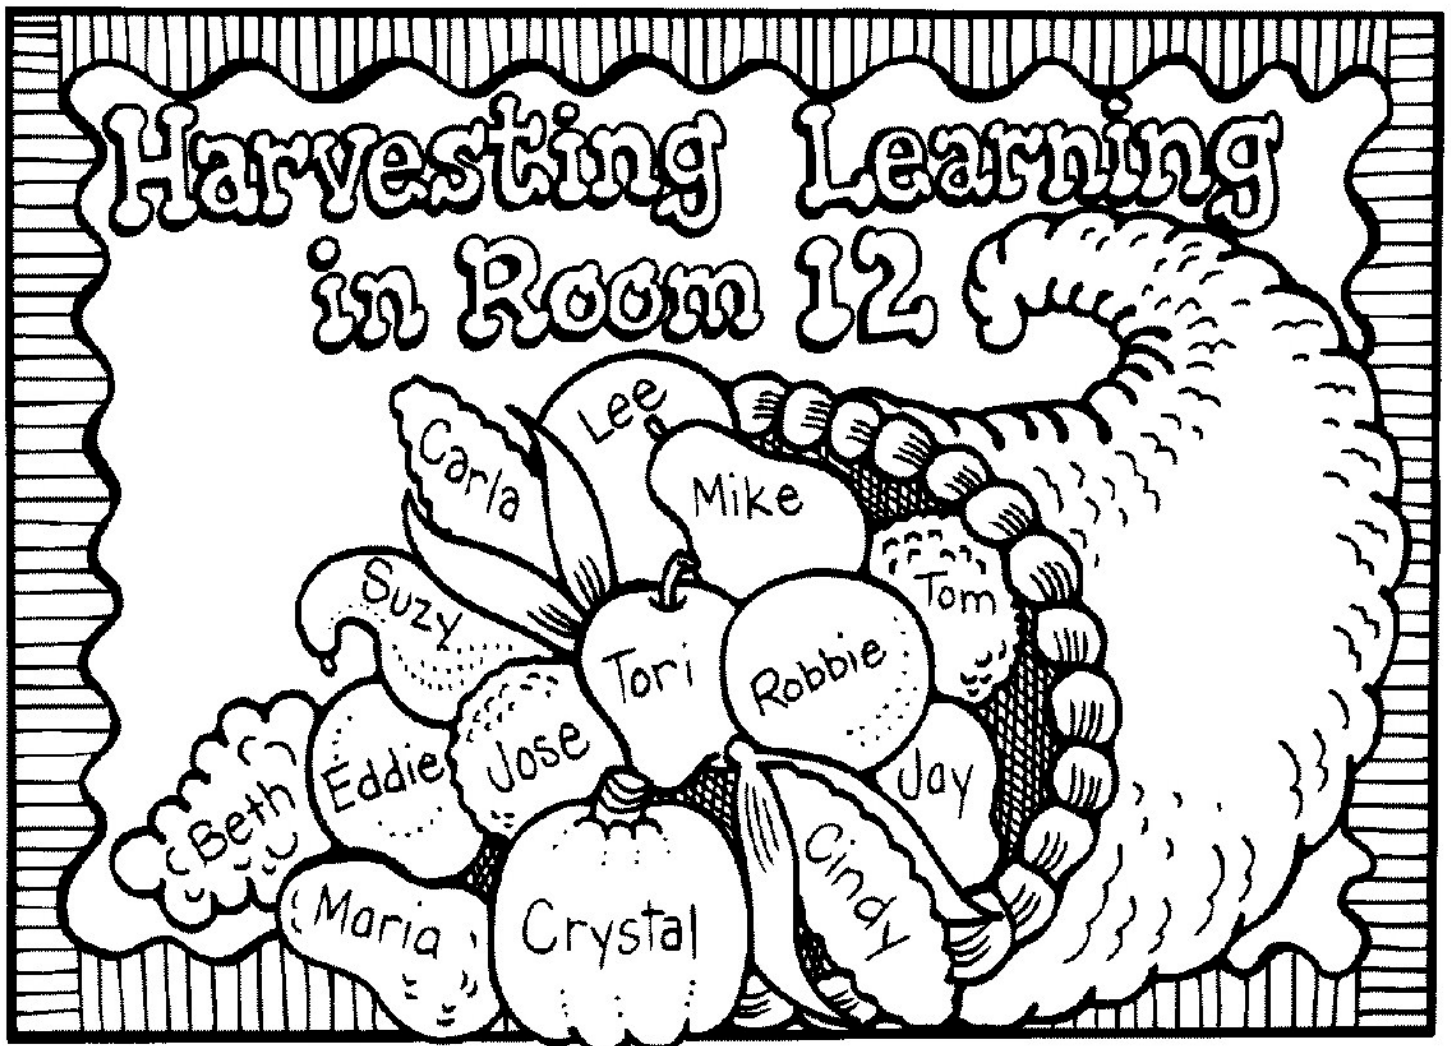 Harvesting Learning
in Room 12
Lee
Carla
Mike
Suzy
Tom
Tori
Robbie
Jose
Eddie
Jay
Beth
Cindy
Maria
Crystal